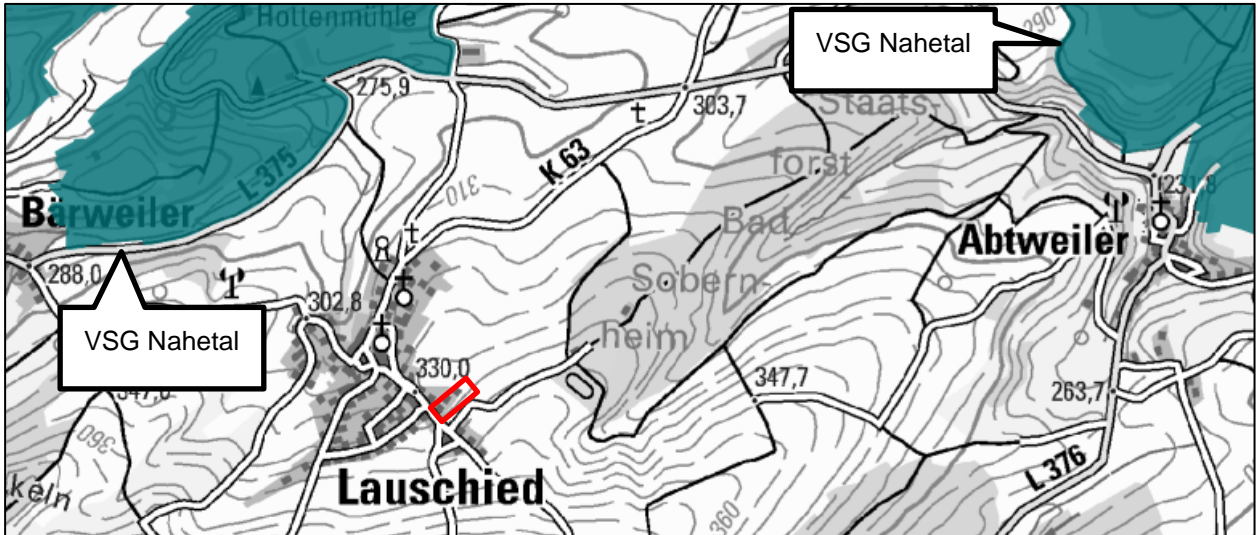 Hottenmühle
290
VSG Nahetal
275,9
303,7
Staats-
forst
L 375
K 63
310
231,8
Bärweiler
Bad
Abtweiler
288,0
Sobern-
302,8
VSG Nahetal
heim
330,0
347,7
263,7
360
Lauschied
L 376
keln
360